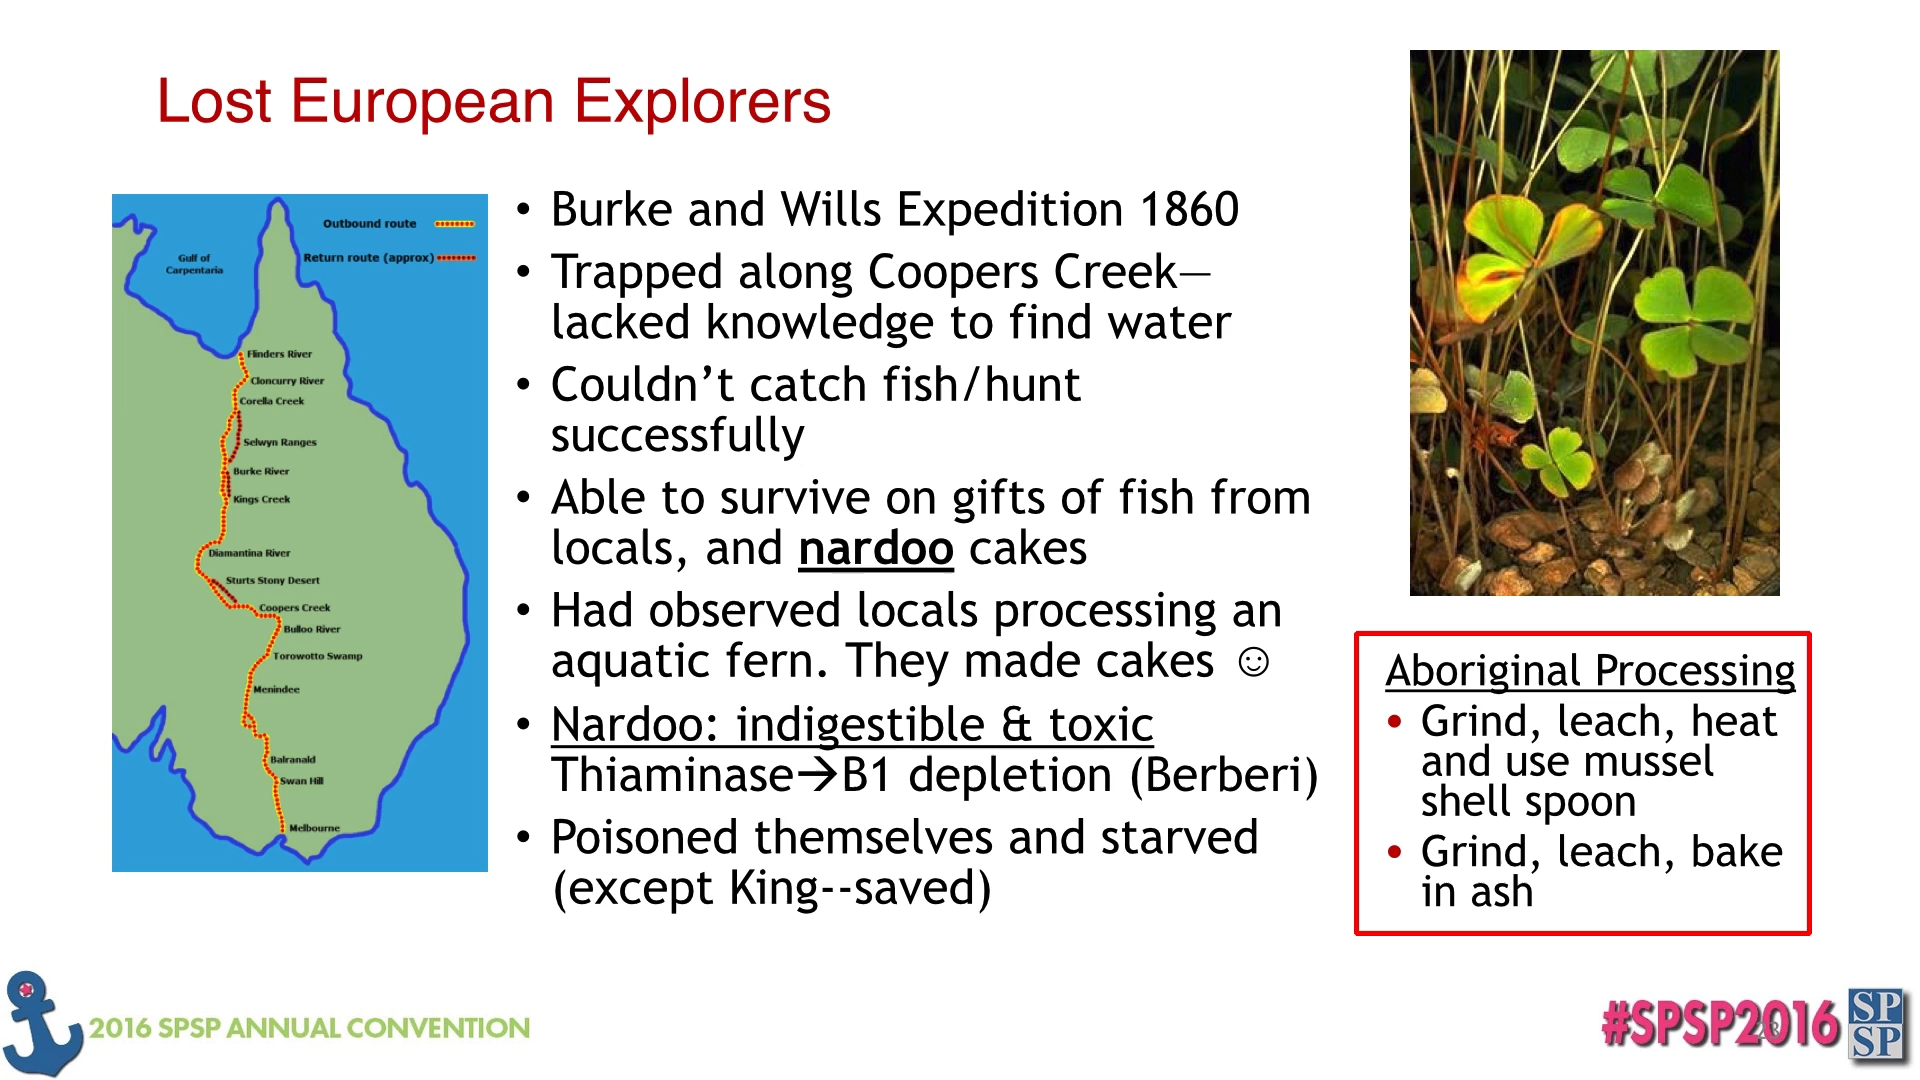 Lost European Explorers
Outbound route
Return route (approx)
Gulf of
Carpentaria
Flinders River
Cloncurry River
Corella Creek
Selwyn Ranges
Burke River
Kings Creek
Diamantina River
Sturts Stony Desert
Coopers Creek
Bulloo River
Torowotto Swamp
Menindee
Balranald
Swan Hill
Melbourne
• Burke and Wills Expedition 1860
• Trapped along Coopers Creek—
lacked knowledge to find water
• Couldn’t catch fish/hunt
successfully
• Able to survive on gifts of fish from
locals, and nardoo cakes
• Had observed locals processing an
aquatic fern. They made cakes ☺
• Nardoo: indigestible & toxic
Thiaminase→B1 depletion (Berberi)
• Poisoned themselves and starved
(except King--saved)
Aboriginal Processing
• Grind, leach, heat
and use mussel
shell spoon
• Grind, leach, bake
in ash
2016 SPSP ANNUAL CONVENTION
#SPSP2016
SP
SP